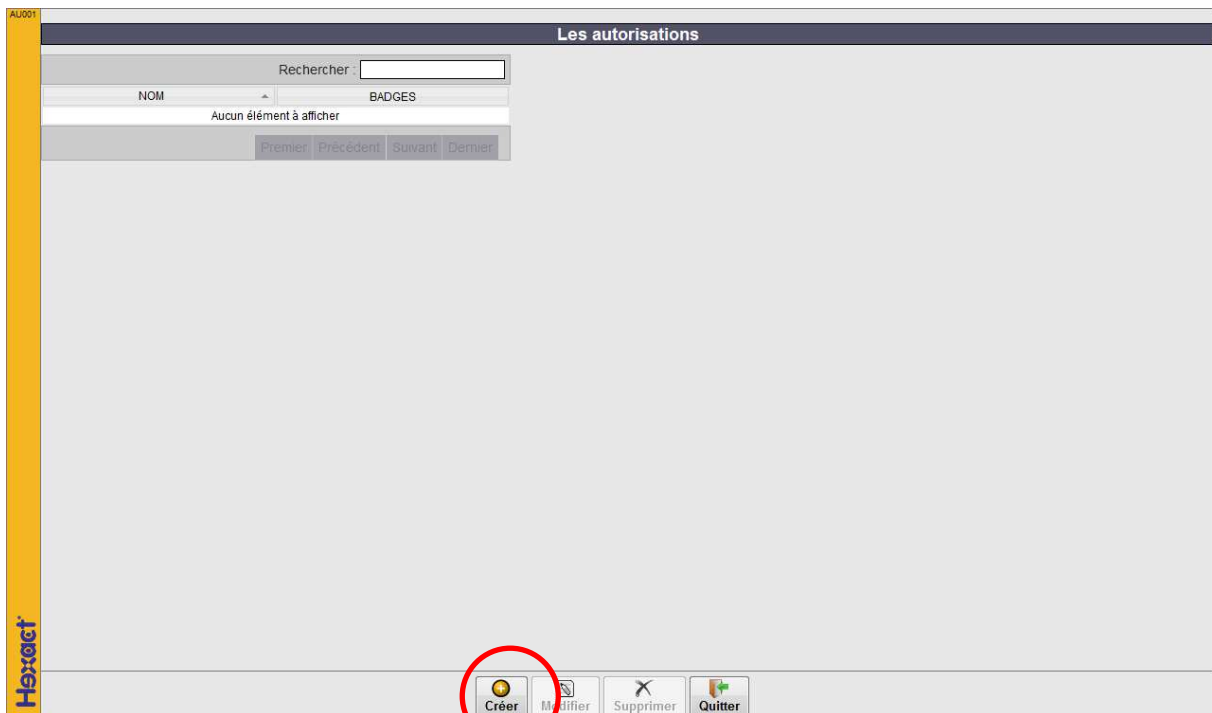 AU001
Les autorisations
Rechercher :
NOM BADGES
Aucun élément à afficher
Premier Précédent Suivant Dernier
Hexact
Créer Modifier Supprimer Quitter